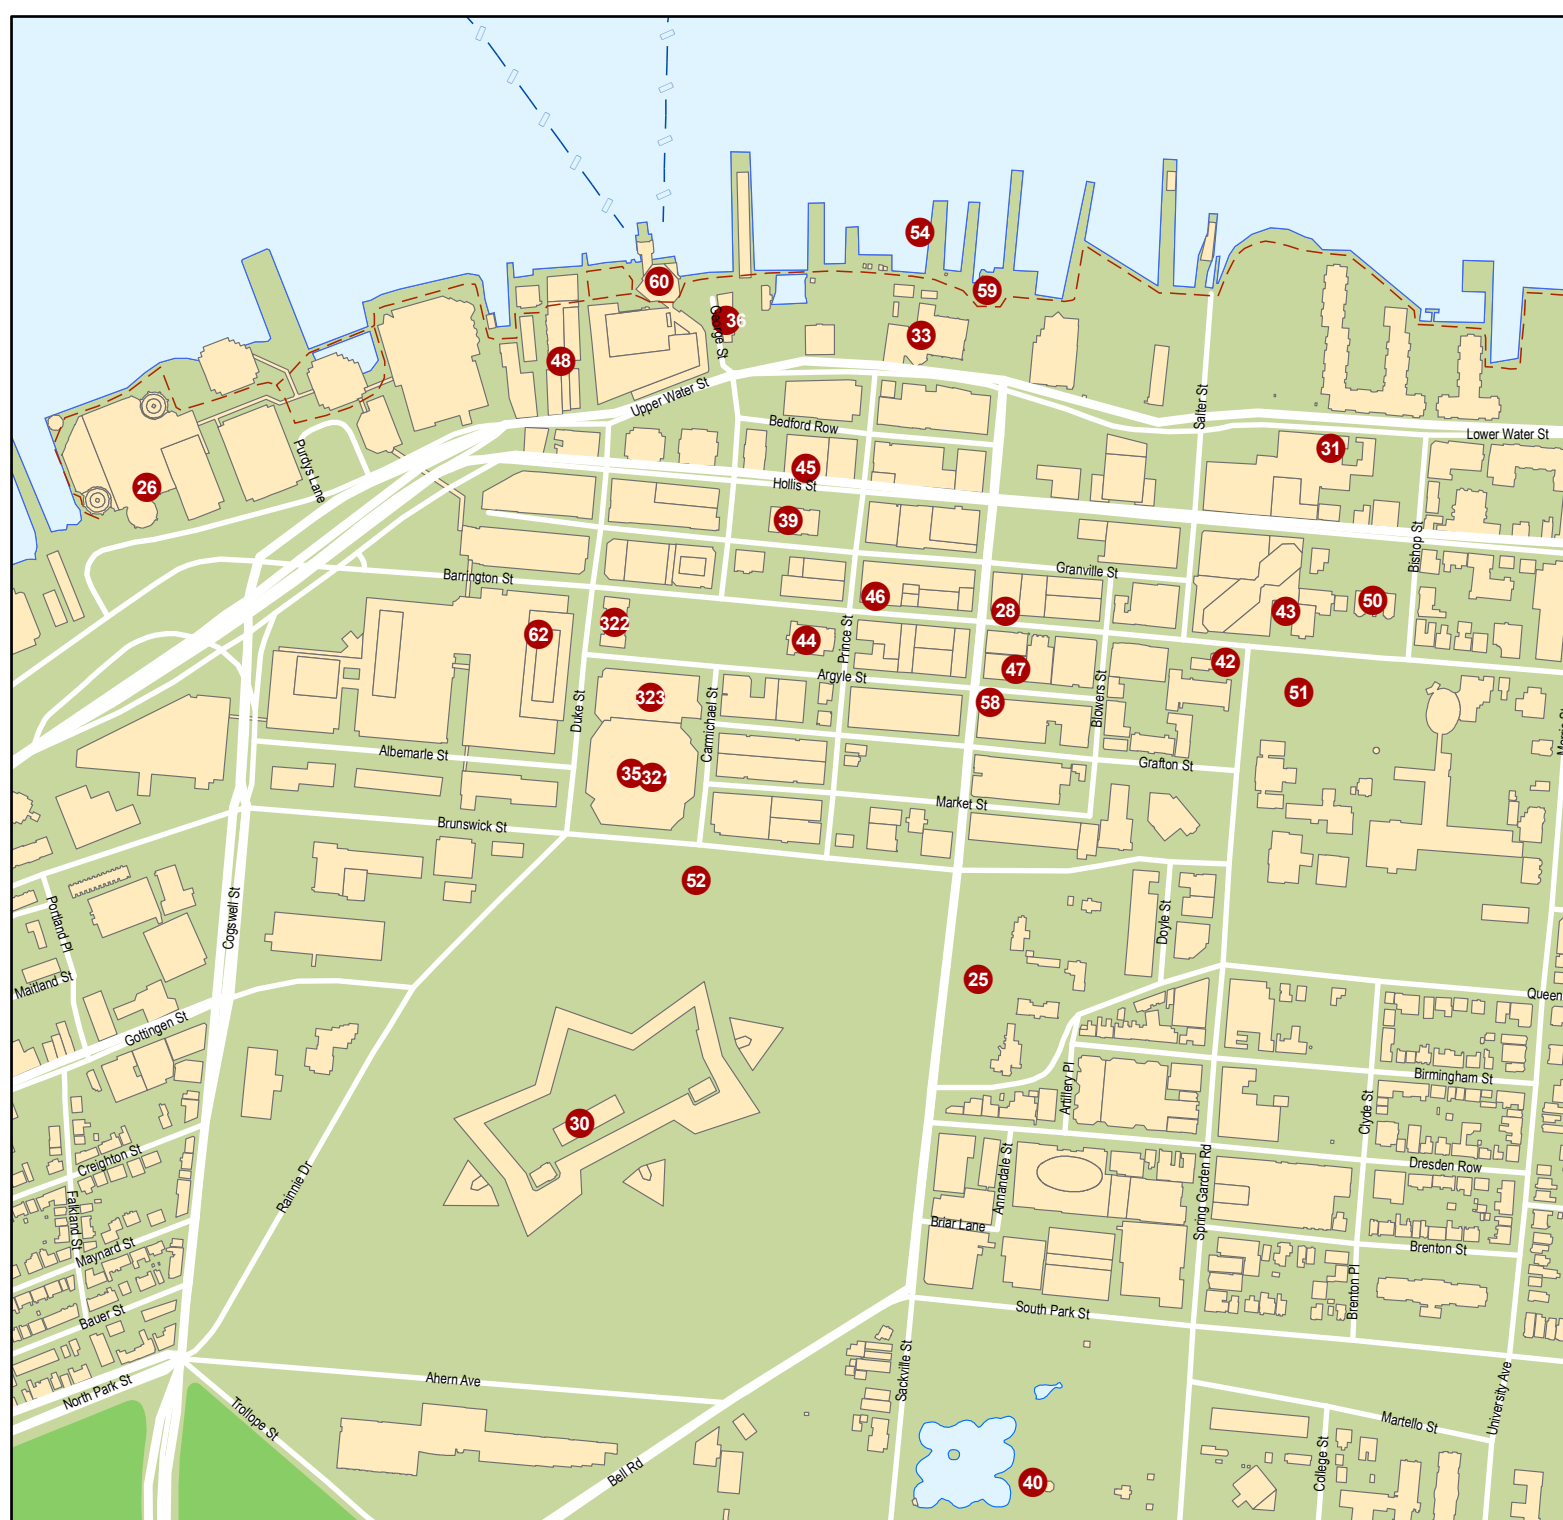 54
60
59
36
George St
33
48
Upper Water St
Salter St
Bedford Row
Lower Water St
31
Purdys Lane
45
Hollis St
26
39
Bishop St
Barrington St
Granville St
46
28
43
50
322
62
44
Prince St
42
47
Argyle St
51
323
58
Blowers St
Duke St
Carmichael St
Albemarle St
Grafton St
35
321
Market St
Brunswick St
52
Cogswell St
Portland Pl
Doyle St
Maitland St
25
Queen
Gottingen St
Birmingham St
Artillery Pl
Clyde St
30
Creighton St
Dresden Row
Rainnie Dr
Annandale St
Spring Garden Rd
Falkland St
Briar Lane
Maynard St
Brenton St
Brenton Pl
Bauer St
South Park St
Sackville St
Ahern Ave
North Park St
University Ave
Trollope St
Martello St
Bell Rd
College St
40